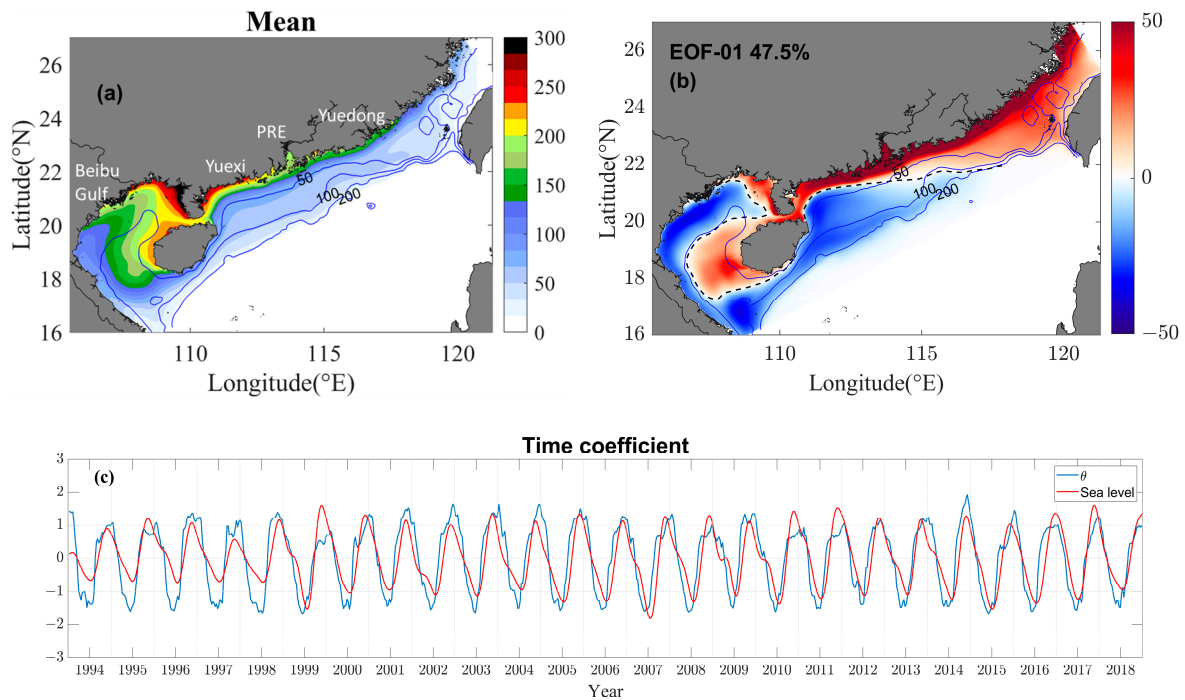 Mean
(a)
26
24
22
20
18
16
Latitude(°N)
110
115
120
Longitude(°E)
Beibu
Gulf
Yuexi
PRE
Yuedong
50
100
200
300
250
200
150
100
50
0
EOF-01 47.5%
(b)
26
24
22
20
18
16
Latitude(°N)
110
115
120
Longitude(°E)
50
100
200
50
0
−50
Time coefficient
(c)
3
2
1
0
−1
−2
−3
θ
Sea level
1994 1995 1996 1997 1998 1999 2000 2001 2002 2003 2004 2005 2006 2007 2008 2009 2010 2011 2012 2013 2014 2015 2016 2017 2018
Year